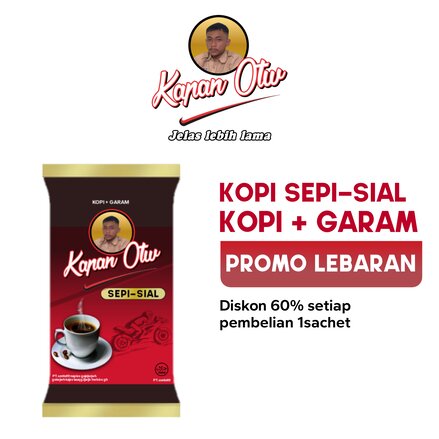 Kapan Otw
Jelas lebih lama
KOPI + GARAM
Kapan Otw
SEPI-SIAL
KOPI SEPI-SIAL
KOPI + GARAM
PROMO LEBARAN
Diskon 60% setiap
pembelian 1sachet